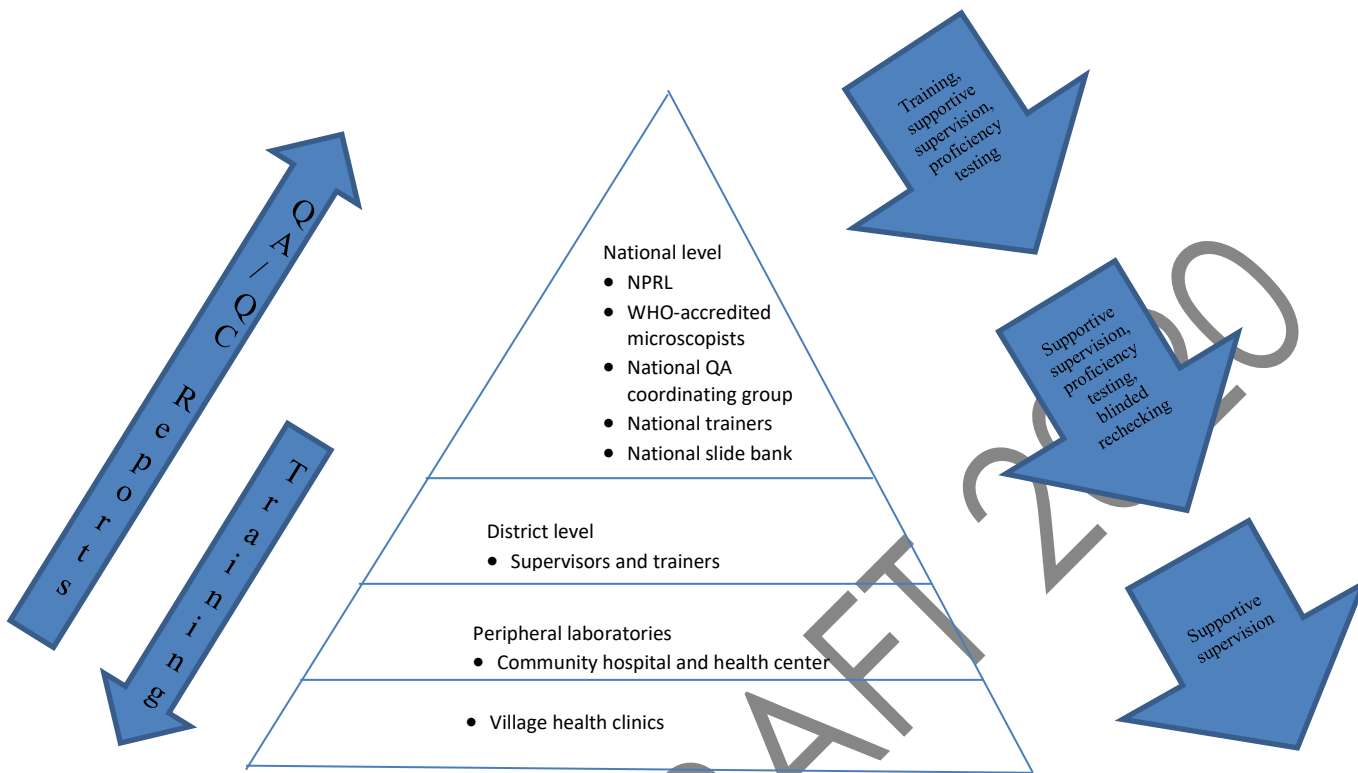 QA/QC Reports
Training
National level
• NPRL
• WHO-accredited
microscopists
• National QA
coordinating group
• National trainers
• National slide bank
District level
• Supervisors and trainers
Peripheral laboratories
• Community hospital and health center
• Village health clinics
Training,
supportive
supervision,
proficiency
testing
Supportive
supervision,
proficiency
testing,
blinded
rechecking
Supportive
supervision